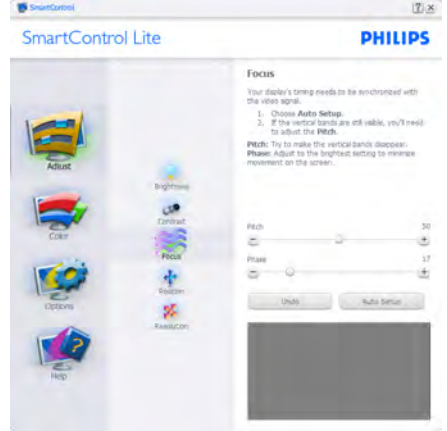 SmartControl
SmartControl Lite
PHILIPS
Focus
Your display's timing needs to be synchronized with
the video signal.
1. Choose Auto Setup.
2. If the vertical bands are still visible, you'll need
to adjust the Pitch.
Pitch: Try to make the vertical bands disappear.
Phase: Adjust to the brightest setting to minimize
movement on the screen.
Adjust
Color
Options
Help
Brightness
Contrast
Focus
Position
Resolution
Pitch 50
Phase 17
Undo Auto Setup